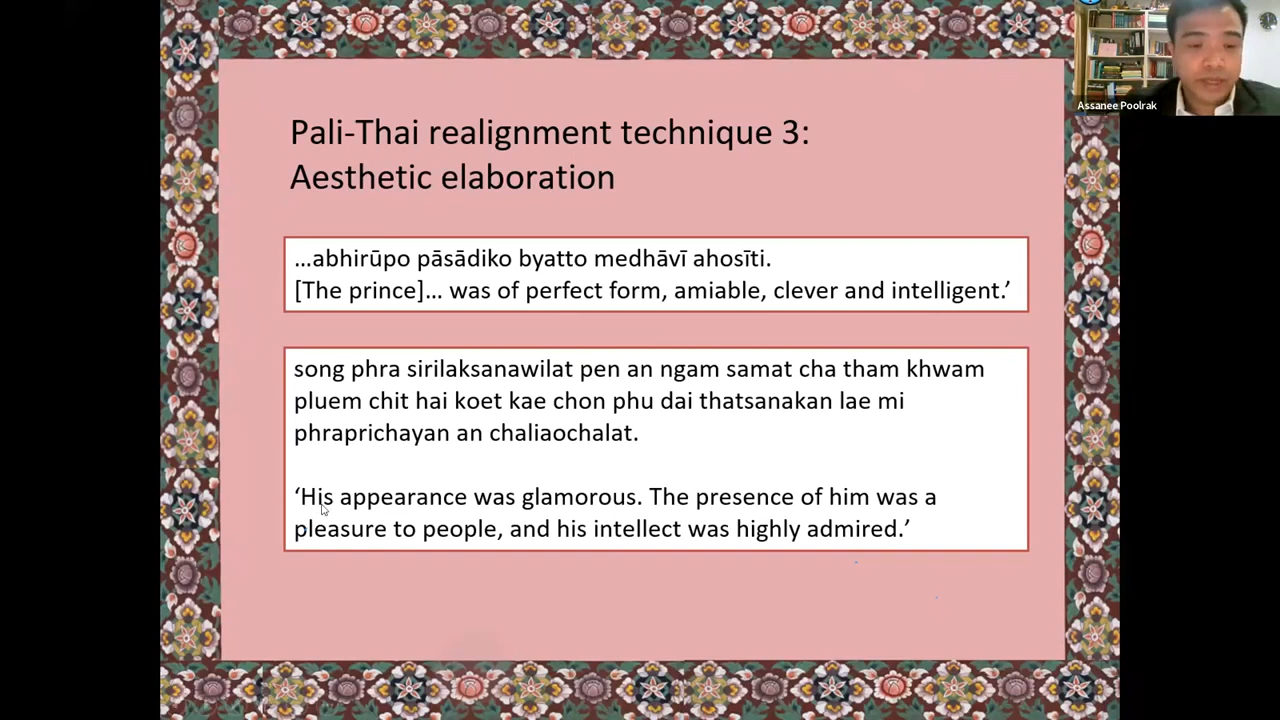 Assanee Poolrak
Pali-Thai realignment technique 3:
Aesthetic elaboration
...abhirūpo pāsādiko byatto medhāvī ahosīti.
[The prince]... was of perfect form, amiable, clever and intelligent.’
song phra sirilaksanawilat pen an ngam samat cha tham khwam
pluem chit hai koet kae chon phu dai thatsanakan lae mi
phraprichayan an chaliaochalat.
‘His appearance was glamorous. The presence of him was a
pleasure to people, and his intellect was highly admired.’